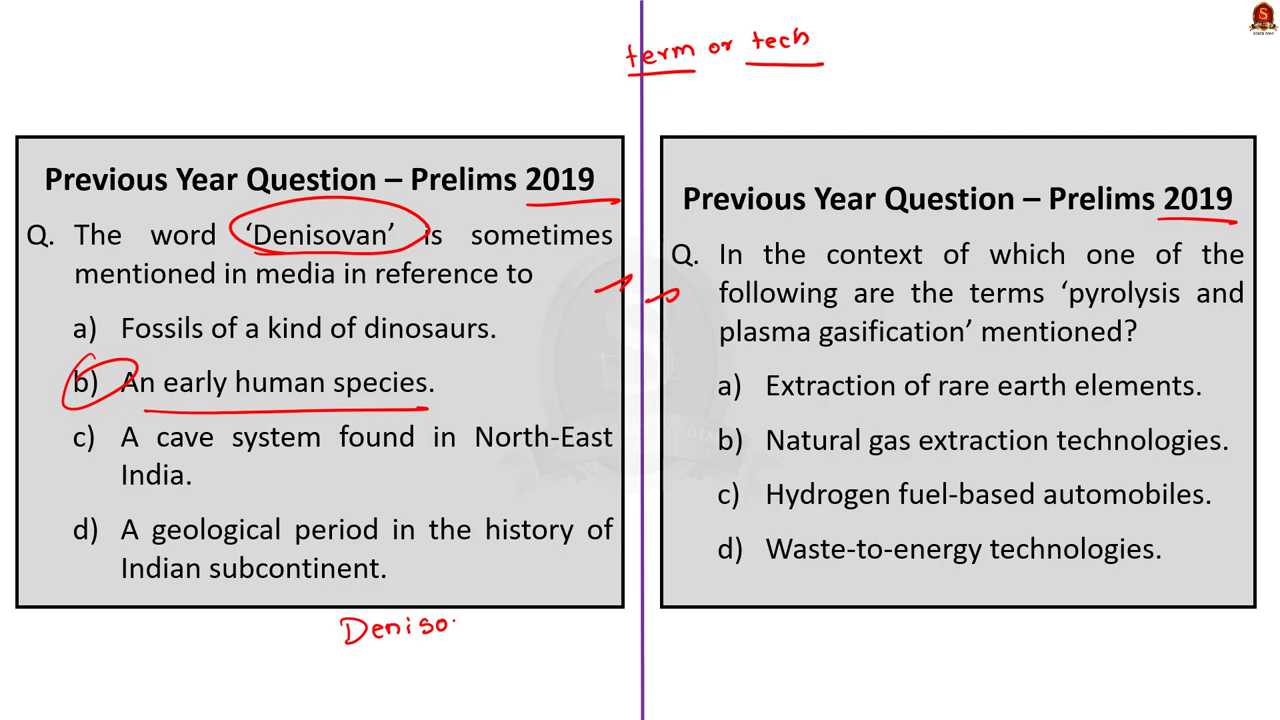 term or tech
Previous Year Question – Prelims 2019
Q. The word ‘Denisovan’ is sometimes
mentioned in media in reference to
a) Fossils of a kind of dinosaurs.
b) An early human species.
c) A cave system found in North-East
India.
d) A geological period in the history of
Indian subcontinent.
Deniso
Previous Year Question – Prelims 2019
Q. In the context of which one of the
following are the terms ‘pyrolysis and
plasma gasification’ mentioned?
a) Extraction of rare earth elements.
b) Natural gas extraction technologies.
c) Hydrogen fuel-based automobiles.
d) Waste-to-energy technologies.